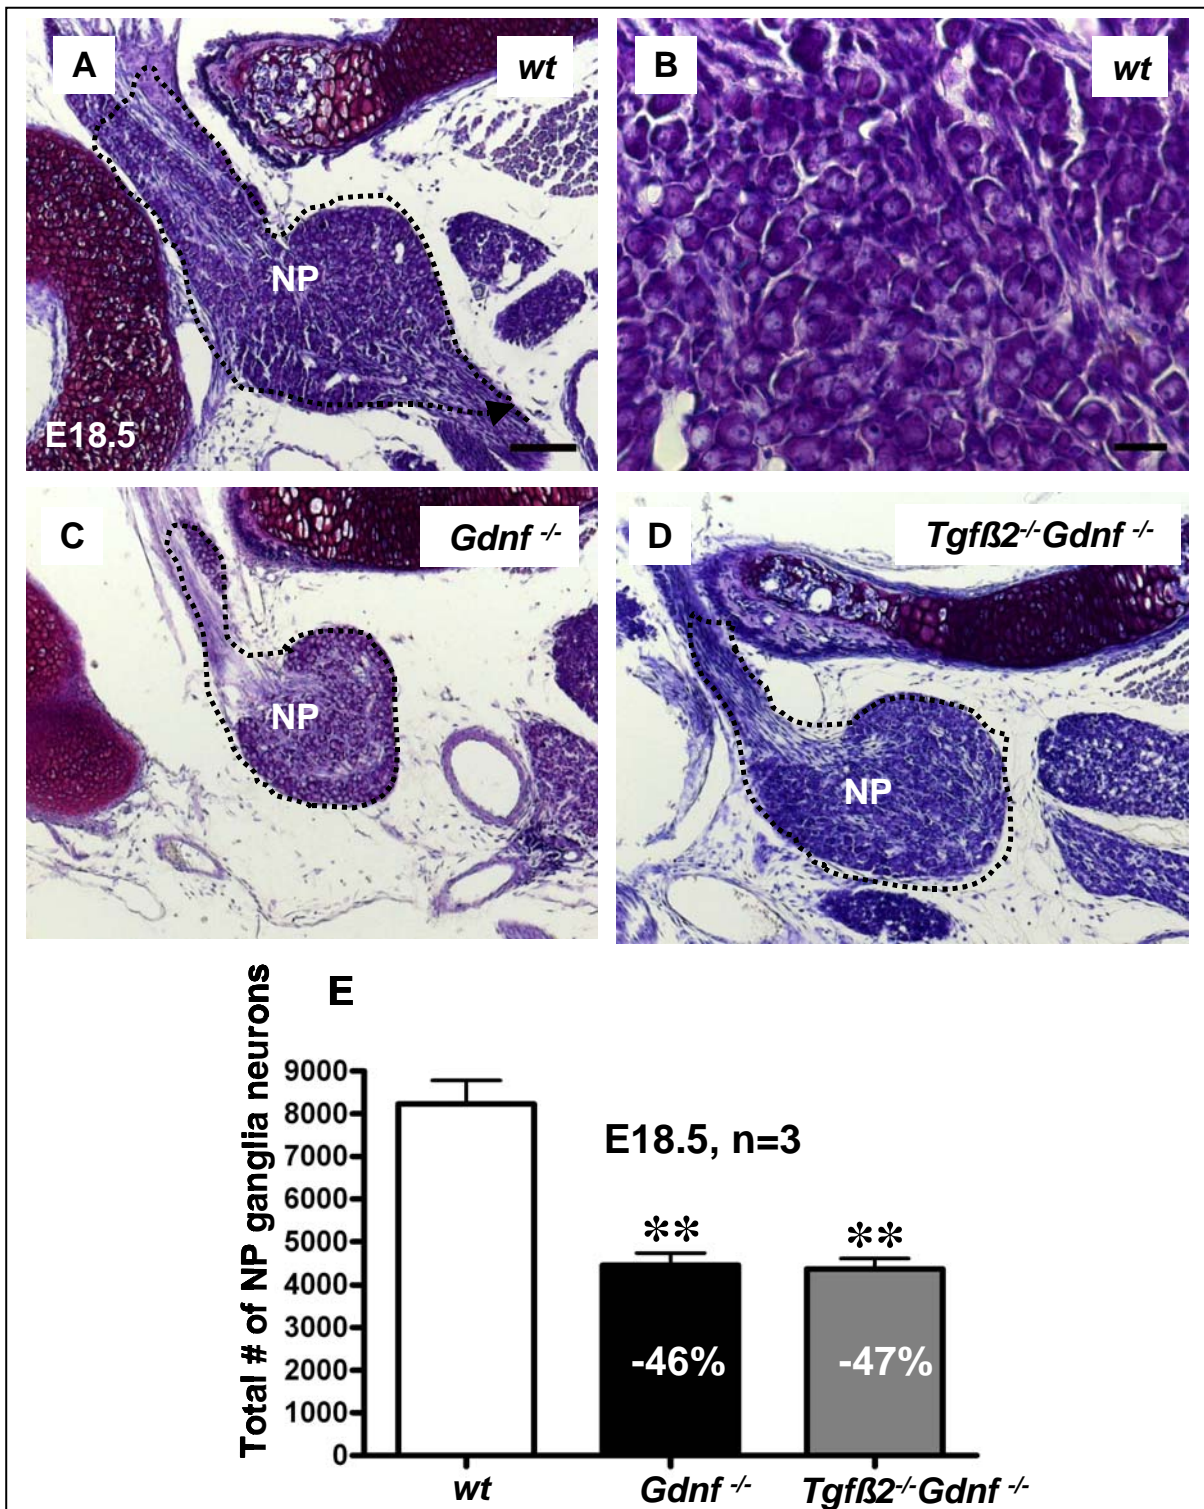 A
wt
NP
E18.5
B
wt
C
Gdnf -/-
NP
D
Tgfß2-/-Gdnf -/-
NP
E
Total # of NP ganglia neurons
9000
8000
7000
6000
5000
4000
3000
2000
1000
0
E18.5, n=3
**
**
-46%
-47%
wt
Gdnf -/-
Tgfß2-/-Gdnf -/-